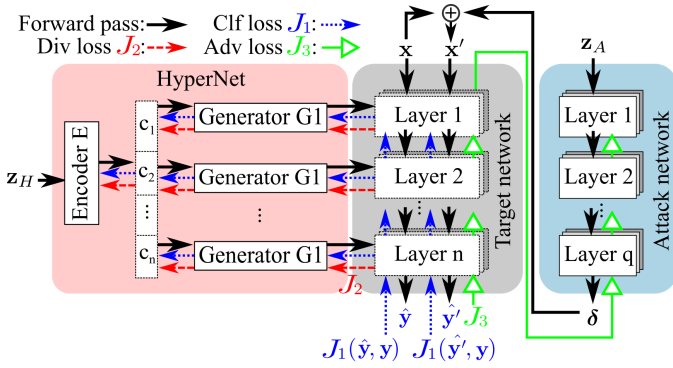 Forward pass:
Clf loss J₁:
Div loss J₂:
Adv loss J₃:
⊕
x
x′
z_A
HyperNet
Target network
Attack network
z_H
Encoder E
c₁
c₂
⋮
cₙ
Generator G1
Generator G1
⋮
Generator G1
Layer 1
Layer 2
⋮
Layer n
Layer 1
Layer 2
⋮
Layer q
J₂
ŷ
ŷ′
J₃
δ
J₁(ŷ, y)
J₁(ŷ′, y)